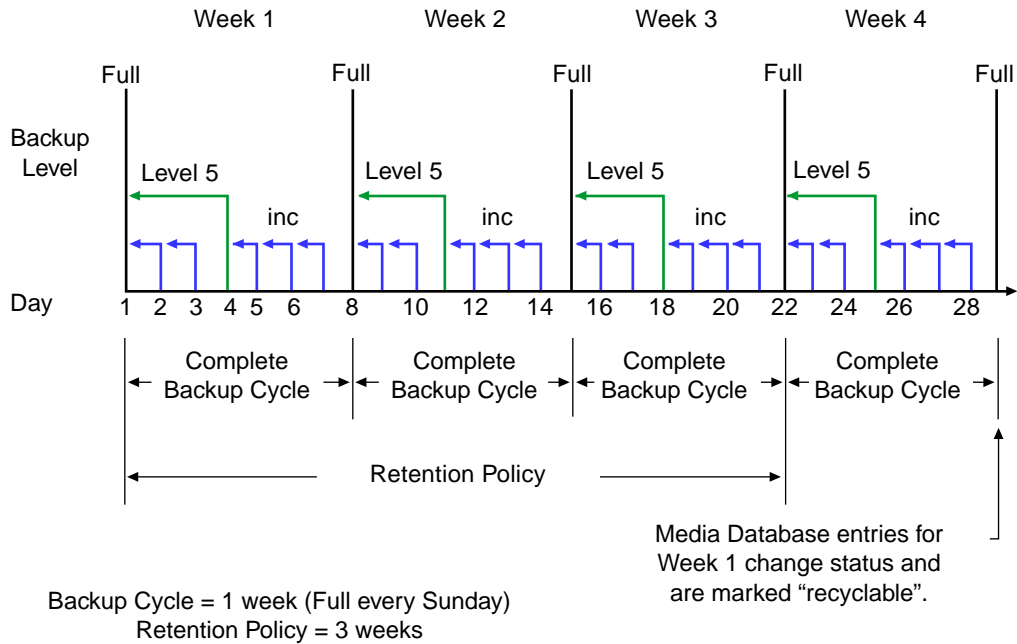 Week 1 Week 2 Week 3 Week 4
Full Full Full Full Full
Backup
Level
Level 5 Level 5 Level 5 Level 5
inc inc inc inc
Day 1 2 3 4 5 6 8 10 12 14 16 18 20 22 24 26 28
Complete
Backup Cycle
Complete
Backup Cycle
Complete
Backup Cycle
Complete
Backup Cycle
Retention Policy
Media Database entries for
Week 1 change status and
are marked “recyclable”.
Backup Cycle = 1 week (Full every Sunday)
Retention Policy = 3 weeks